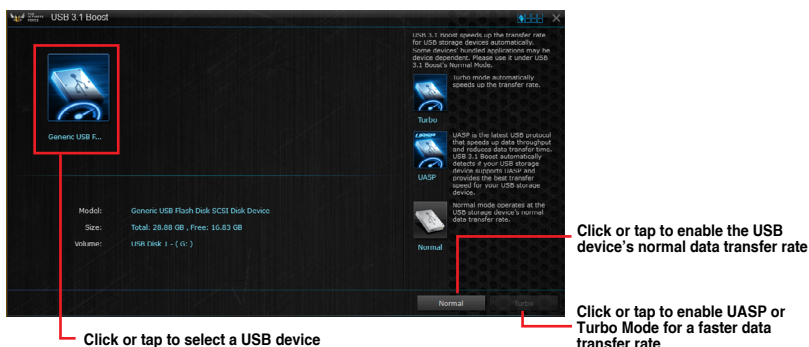 THE ULTIMATE FORCE
USB 3.1 Boost
Generic USB F...
Model: Generic USB Flash Disk SCSI Disk Device
Size: Total: 28.88 GB , Free: 16.83 GB
Volume: USB Disk 1 - ( G: )
USB 3.1 Boost speeds up the transfer rate
for USB storage devices automatically.
Some devices' bundled applications may be
device dependent. Please use it under USB
3.1 Boost's Normal Mode.
Turbo mode automatically
speeds up the transfer rate.
Turbo
UASP is the latest USB protocol
that speeds up data throughput
and reduces data transfer time.
USB 3.1 Boost automatically
detects if your USB storage
device supports UASP and
provides the best transfer
speed for your USB storage
device.
UASP
Normal mode operates at the
USB storage device's normal
data transfer rate.
Normal
Normal
Turbo
Click or tap to enable the USB
device's normal data transfer rate
Click or tap to enable UASP or
Turbo Mode for a faster data
transfer rate
Click or tap to select a USB device